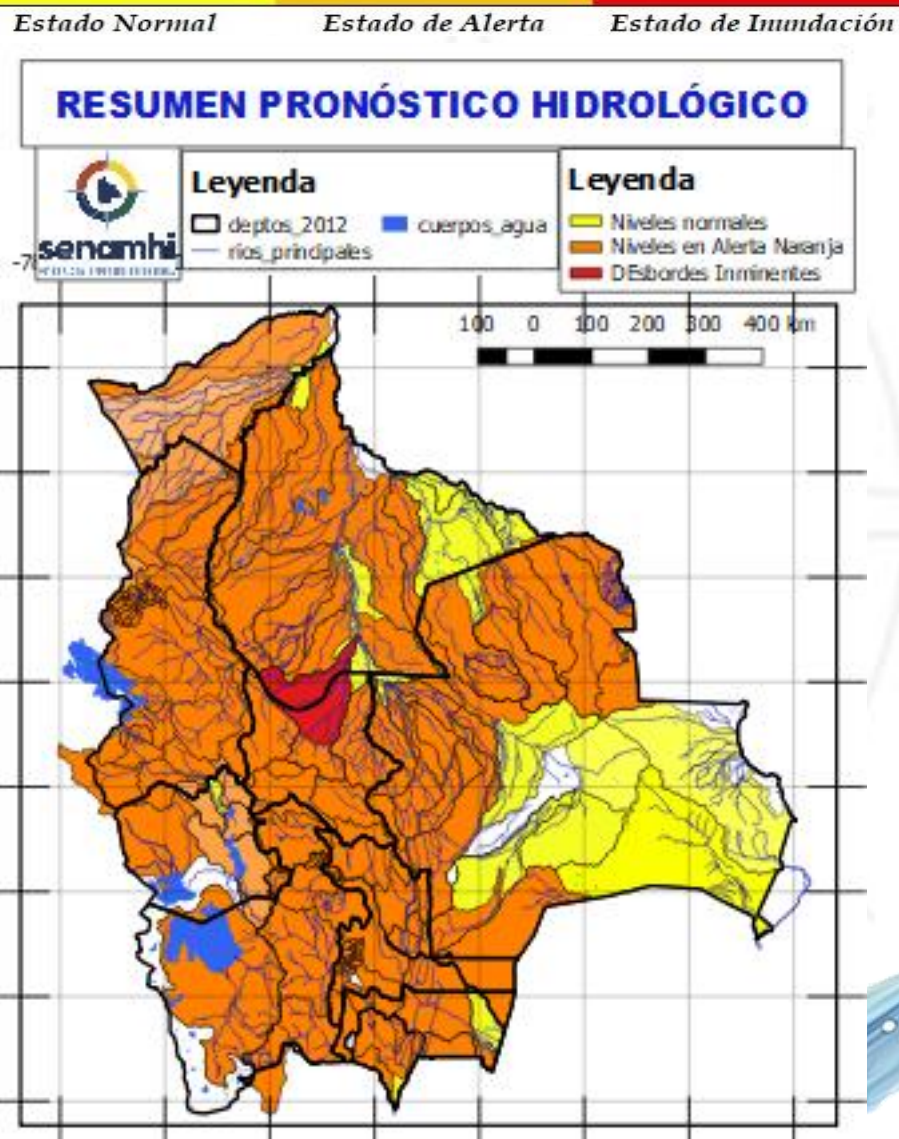 Estado Normal Estado de Alerta Estado de Inundación
RESUMEN PRONÓSTICO HIDROLÓGICO
senamhi
Leyenda
deptos_2012 cuerpos_agua
rios_principales
Leyenda
Niveles normales
Niveles en Alerta Naranja
DEsbordes Inminentes
100 0 100 200 300 400 km